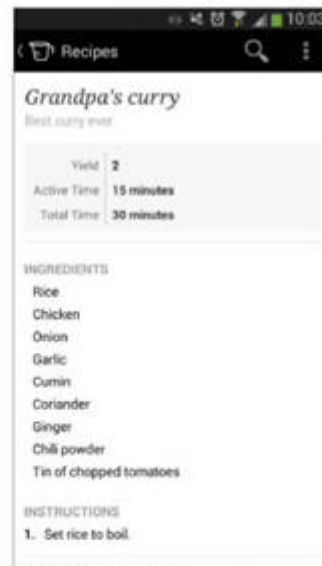 10:03
Recipes
Grandpa's curry
Best curry ever
Yield 2
Active Time 15 minutes
Total Time 30 minutes
INGREDIENTS
Rice
Chicken
Onion
Garlic
Cumin
Coriander
Ginger
Chili powder
Tin of chopped tomatoes
INSTRUCTIONS
1. Set rice to boil.